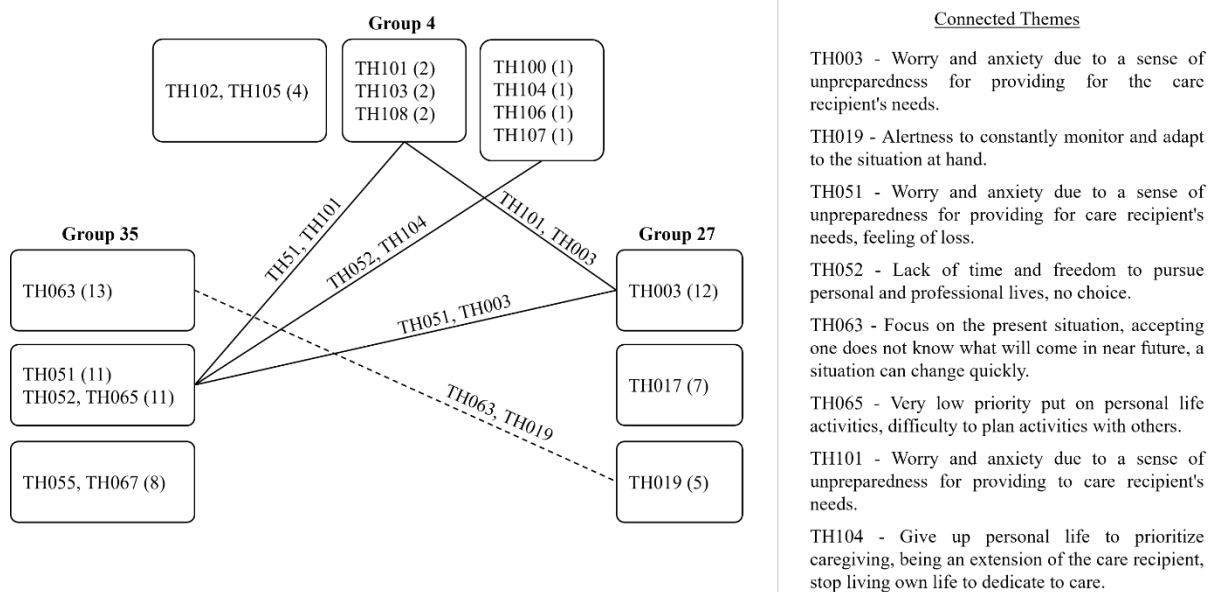 Group 4
TH102, TH105 (4)
TH101 (2)
TH103 (2)
TH108 (2)
TH100 (1)
TH104 (1)
TH106 (1)
TH107 (1)
TH51, TH101
TH052, TH104
TH101, TH003
TH051, TH003
TH063, TH019
Group 35
TH063 (13)
TH051 (11)
TH052, TH065 (11)
TH055, TH067 (8)
Group 27
TH003 (12)
TH017 (7)
TH019 (5)
Connected Themes
TH003 - Worry and anxiety due to a sense of
unpreparedness for providing for the care
recipient's needs.
TH019 - Alertness to constantly monitor and adapt
to the situation at hand.
TH051 - Worry and anxiety due to a sense of
unpreparedness for providing for care recipient's
needs, feeling of loss.
TH052 - Lack of time and freedom to pursue
personal and professional lives, no choice.
TH063 - Focus on the present situation, accepting
one does not know what will come in near future, a
situation can change quickly.
TH065 - Very low priority put on personal life
activities, difficulty to plan activities with others.
TH101 - Worry and anxiety due to a sense of
unpreparedness for providing to care recipient's
needs.
TH104 - Give up personal life to prioritize
caregiving, being an extension of the care recipient,
stop living own life to dedicate to care.